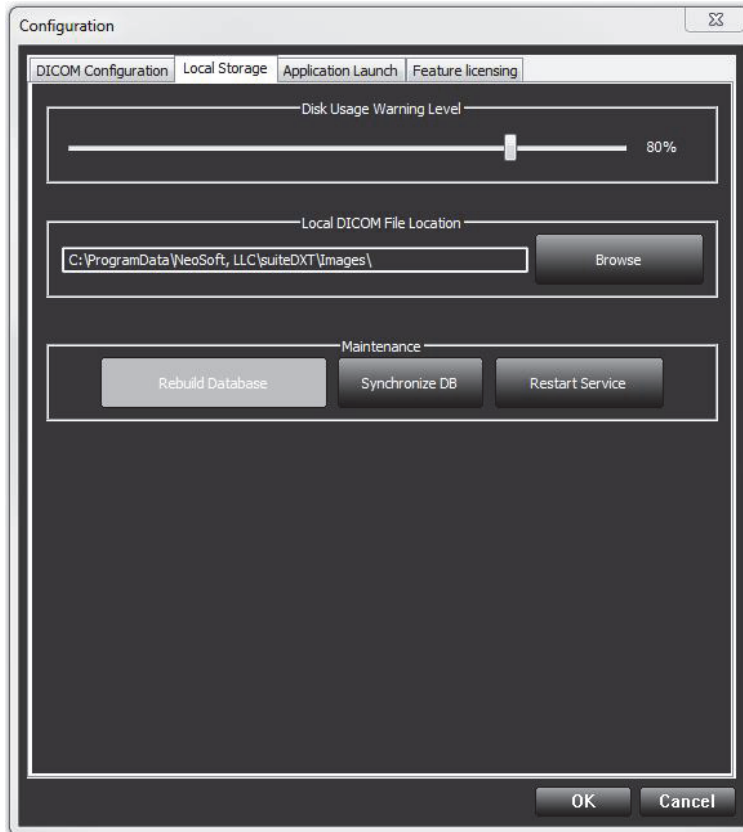 Configuration
DICOM Configuration Local Storage Application Launch Feature licensing
Disk Usage Warning Level
80%
Local DICOM File Location
C:\ProgramData\NeoSoft, LLC\suiteDXT\Images\ Browse
Maintenance
Rebuild Database Synchronize DB Restart Service
OK Cancel